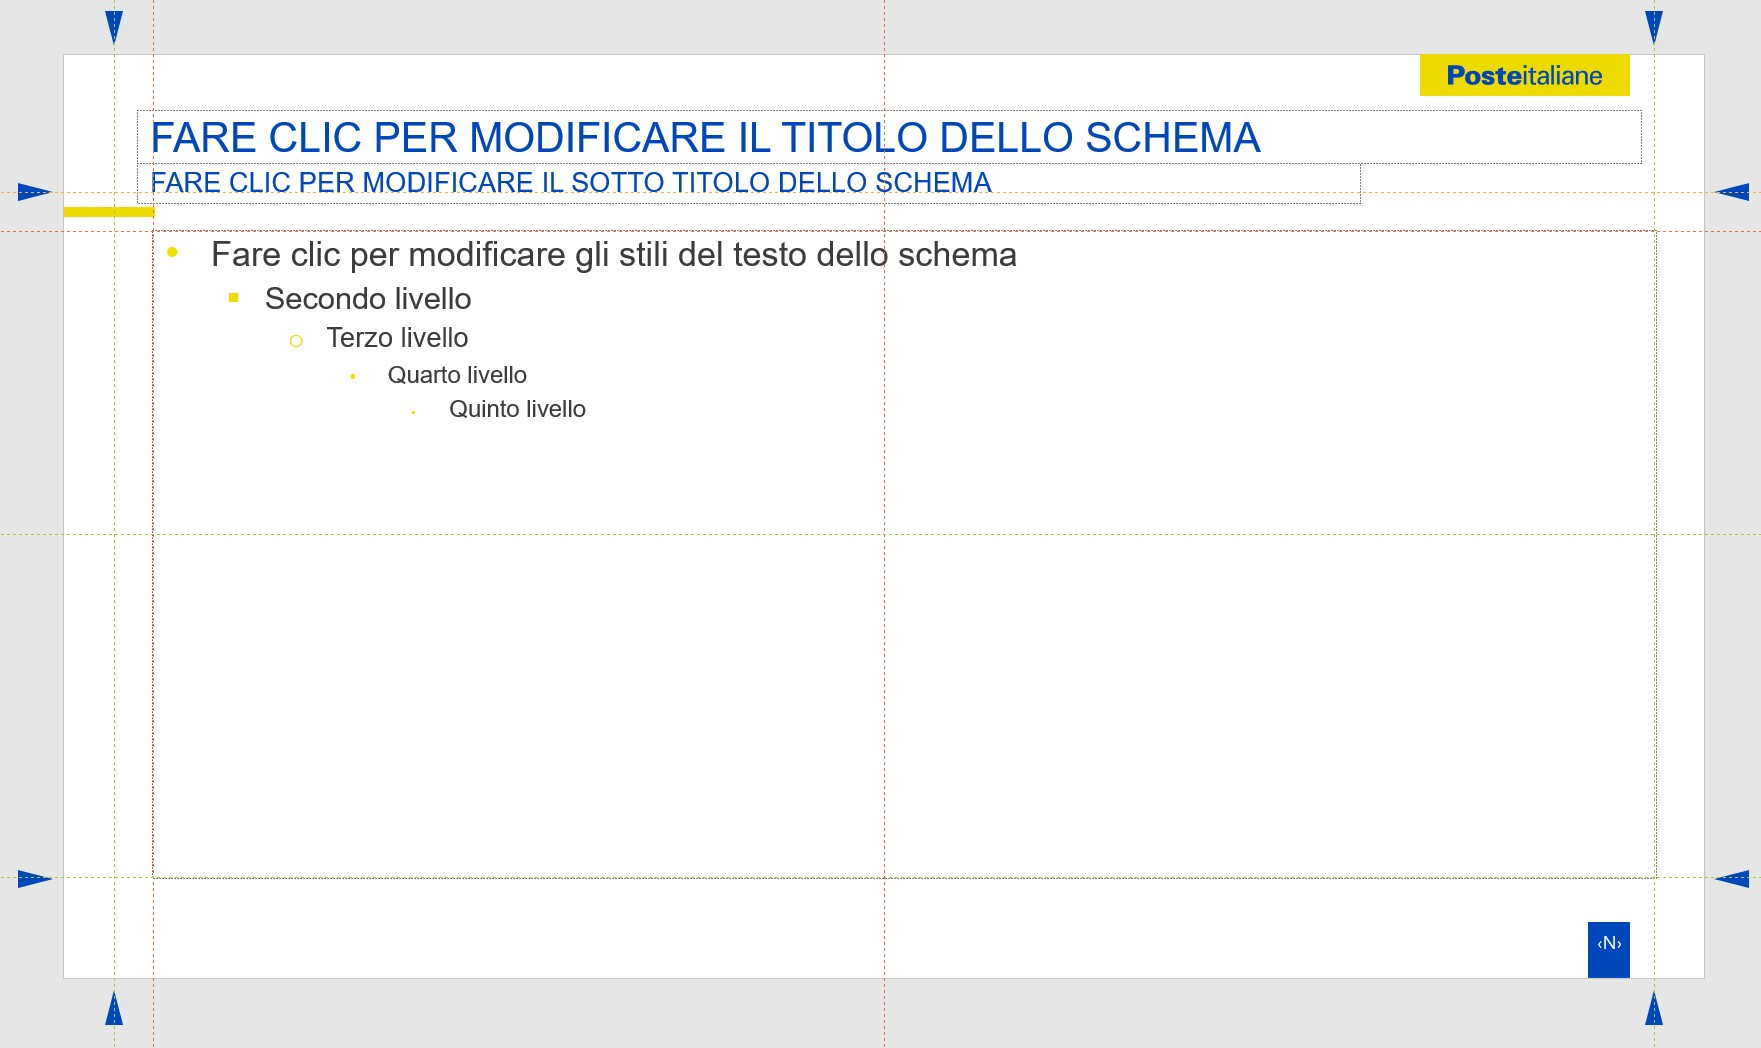 Posteitaliane
FARE CLIC PER MODIFICARE IL TITOLO DELLO SCHEMA
FARE CLIC PER MODIFICARE IL SOTTO TITOLO DELLO SCHEMA
Fare clic per modificare gli stili del testo dello schema
Secondo livello
Terzo livello
Quarto livello
Quinto livello
‹N›